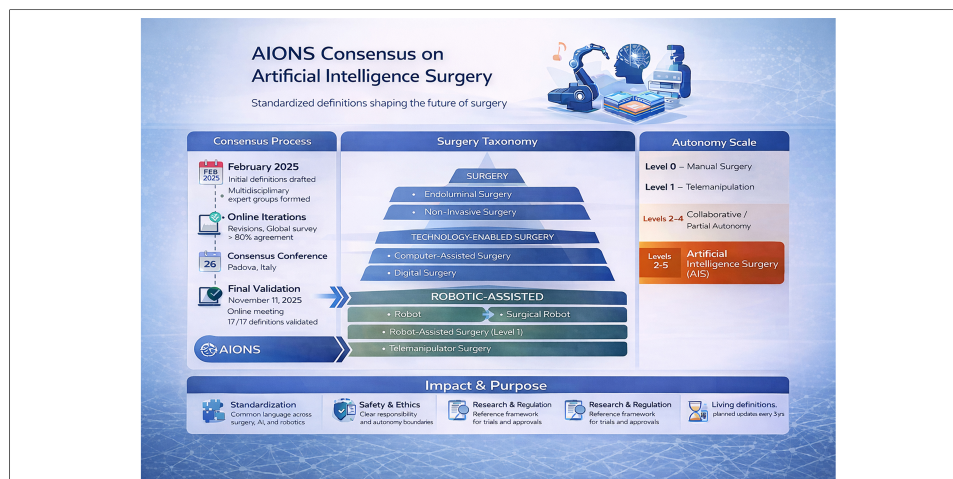 AIONS Consensus on
Artificial Intelligence Surgery
Standardized definitions shaping the future of surgery
Consensus Process
FEB
2025
February 2025
Initial definitions drafted
Multidisciplinary
expert groups forrmed
Online Iterations
Revisions, Global survey
> 80% agreement
26
Consensus Conference
Padova, Italy
Final Validation
November 11, 2025
Online meeting
17/17 definitions validated
AIONS
Surgery Taxonomy
SURGERY
• Endoluminal Surgery
• Non-Invasive Surgery
TECHNOLOGY-ENABLED SURGERY
• Computer-Assisted Surgery
• Digital Surgery
ROBOTIC-ASSISTED
• Robot
• Surgical Robot
• Robot-Assisted Surgery (Level 1)
• Telemanipulator Surgery
Autonomy Scale
Level 0 – Manual Surgery
Level 1 – Telemanipulation
Levels 2–4 Collaborative /
Partial Autonomy
Levels
2-5
Artificial
Intelligence Surgery
(AIS)
Impact & Purpose
Standardization
Common language across
surgery, AI, and robotics
Safety & Ethics
Clear responsibility
and autonomy boundaries
Research & Regulation
Reference framework
for trials and approvals
Research & Regulation
Reference framework
for trials and approvals
Living definitions.
planned updates every 3 yrs